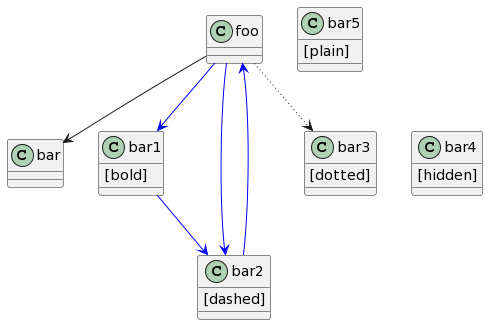 C foo
C bar5
[plain]
C bar
C bar1
[bold]
C bar3
[dotted]
C bar4
[hidden]
C bar2
[dashed]